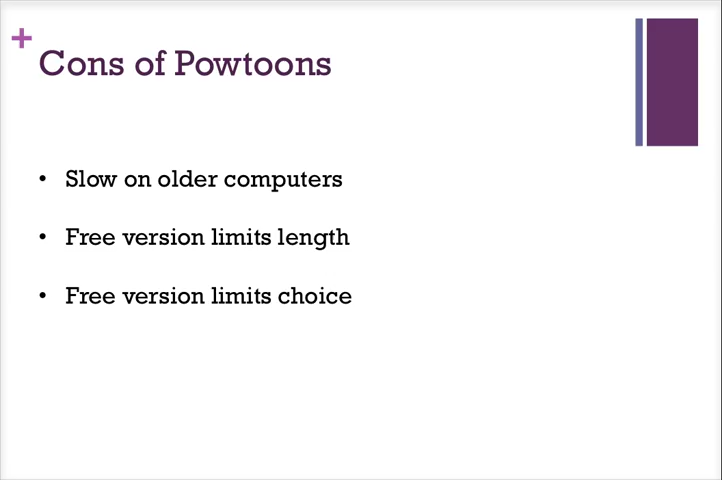 +
Cons of Powtoons
• Slow on older computers
• Free version limits length
• Free version limits choice